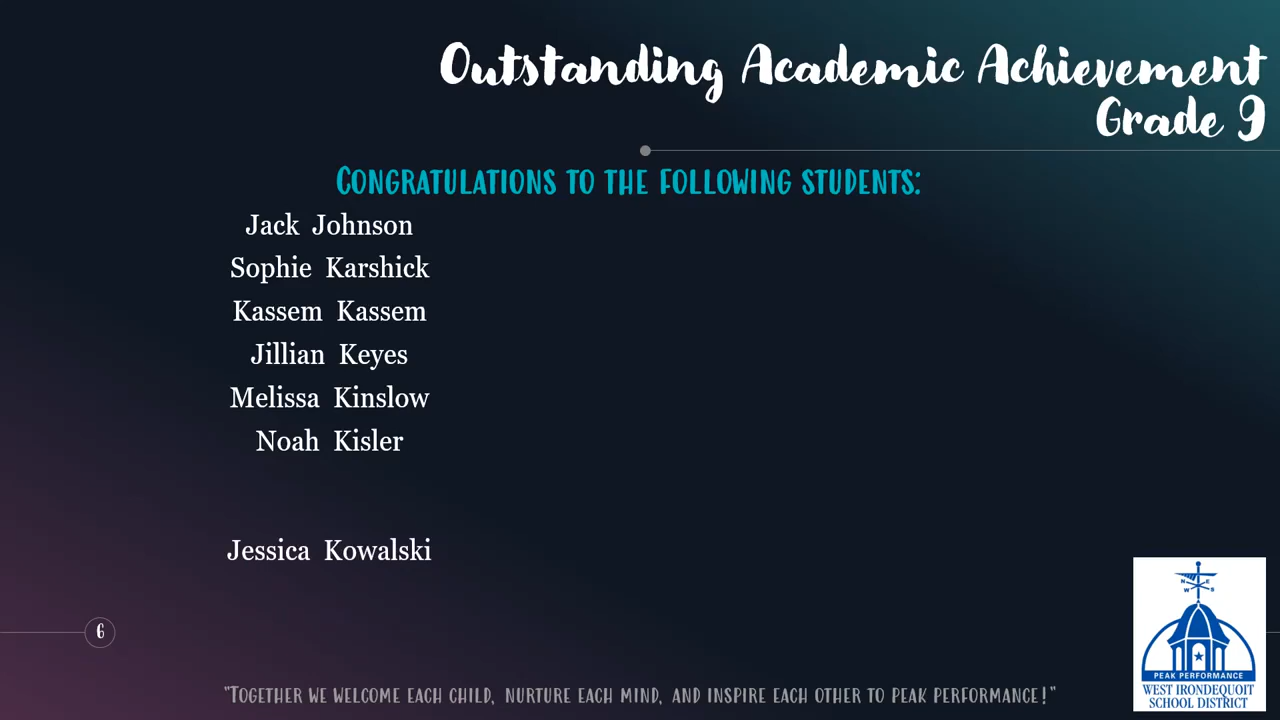 Outstanding Academic Achievement
Grade 9
Congratulations to the following students:
Jack Johnson
Sophie Karshick
Kassem Kassem
Jillian Keyes
Melissa Kinslow
Noah Kisler
Jessica Kowalski
6
N E
W S
PEAK PERFORMANCE
WEST IRONDEQUOIT
SCHOOL DISTRICT
"Together we welcome each child, nurture each mind, and inspire each other to peak performance!"